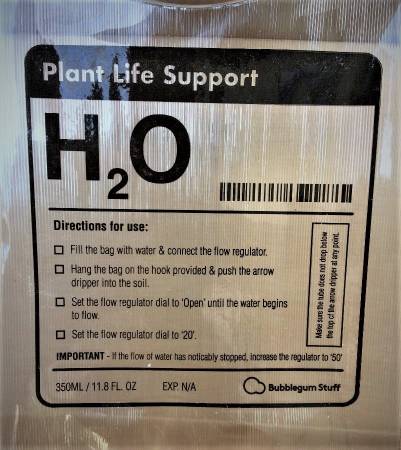 Plant Life Support
H2O
Directions for use:
Fill the bag with water & connect the flow regulator.
Hang the bag on the hook provided & push the arrow
dripper into the soil.
Set the flow regulator dial to 'Open' until the water begins
to flow.
Set the flow regulator dial to '20'.
Make sure the tube does not drop below
the top of the arrow dripper at any point.
IMPORTANT - If the flow of water has noticably stopped, increase the regulator to '50'
350ML / 11.8 FL. OZ
EXP. N/A
Bubblegum Stuff